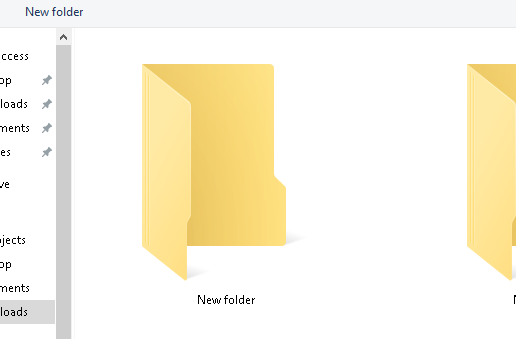 New folder
ccess
op
loads
ments
es
ve
jects
op
ments
loads
New folder